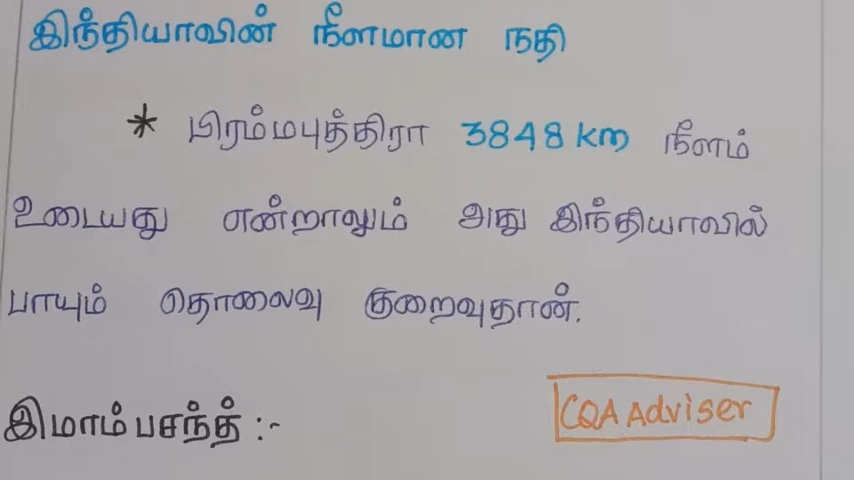 இந்தியாவின் நீளமான நதி
* பிரம்மபுத்திரா 3848 km நீளம்
உடையது என்றாலும் அது இந்தியாவில்
பாயும் தொலைவு குறைவுதான்.
இமாம்பசந்த் :-
CQA Adviser